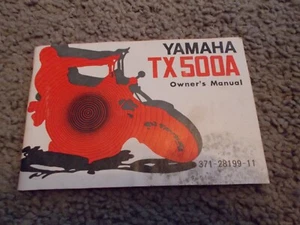 YAMAHA
TX500A
Owner's Manual
371-28199-11